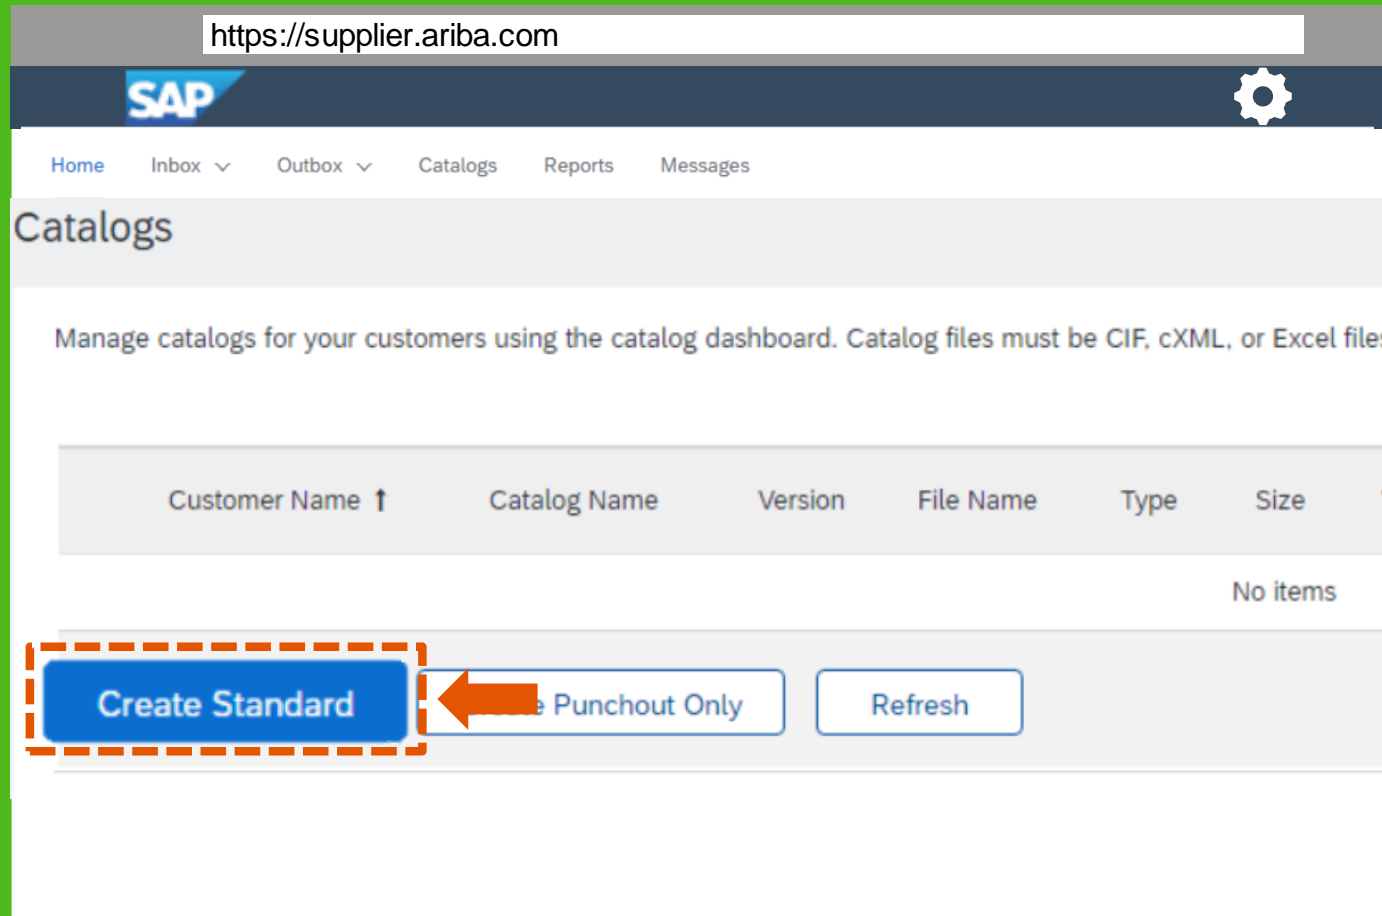 https://supplier.ariba.com
SAP
Home Inbox Outbox Catalogs Reports Messages
Catalogs
Manage catalogs for your customers using the catalog dashboard. Catalog files must be CIF, cXML, or Excel
Customer Name Catalog Name Version File Name Type Size
No items
Create Standard Punchout Only Refresh